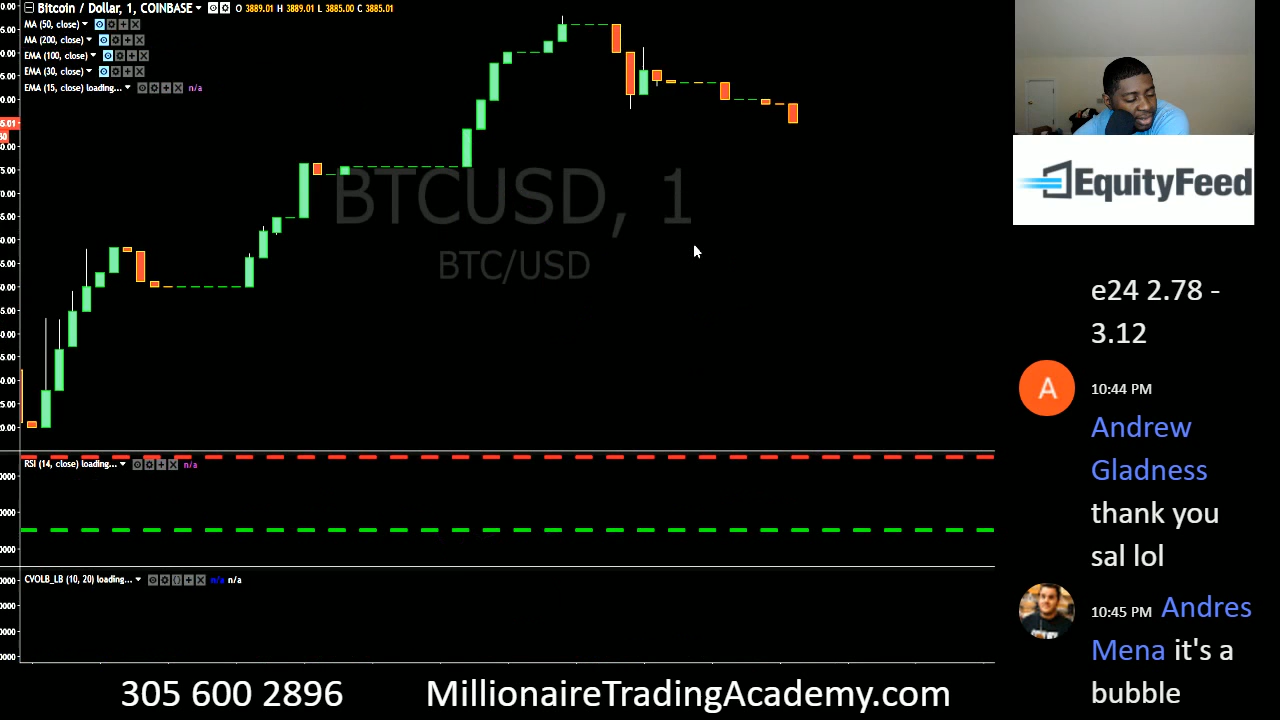 Bitcoin / Dollar, 1, COINBASE O 3889.01 H 3889.01 L 3885.00 C 3885.01
MA (50, close)
MA (200, close)
EMA (100, close)
EMA (30, close)
EMA (15, close) loading... n/a
BTCUSD, 1
BTC/USD
RSI (14, close) loading... n/a
CVOLB_LB (10, 20) loading... n/a n/a
EquityFeed
e24 2.78 -
3.12
A
10:44 PM
Andrew
Gladness
thank you
sal lol
10:45 PM Andres
Mena it's a
bubble
305 600 2896 MillionaireTradingAcademy.com